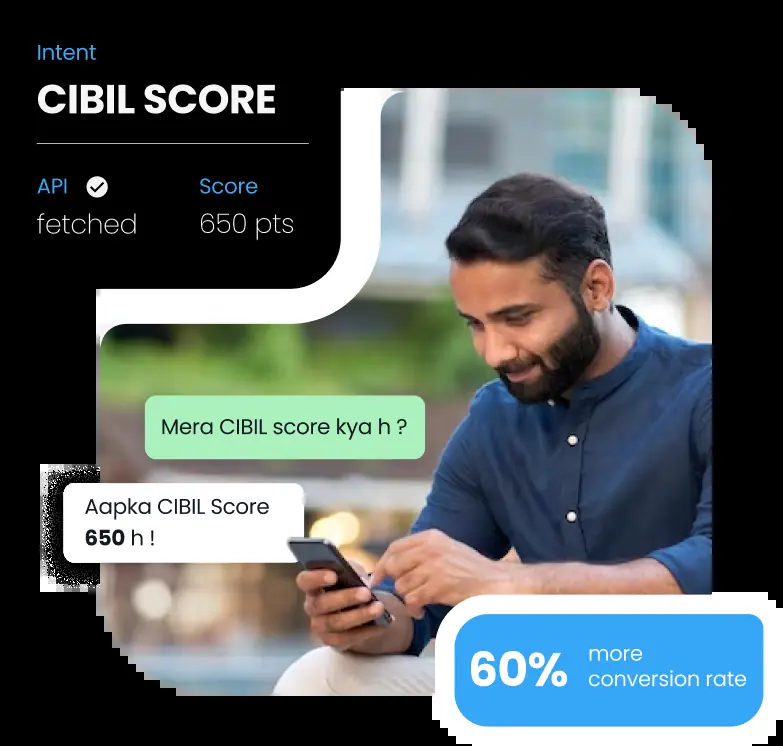 Intent
CIBIL SCORE
API
fetched
Score
650 pts
Mera CIBIL score kya h ?
Aapka CIBIL Score
650 h !
60%
more
conversion rate